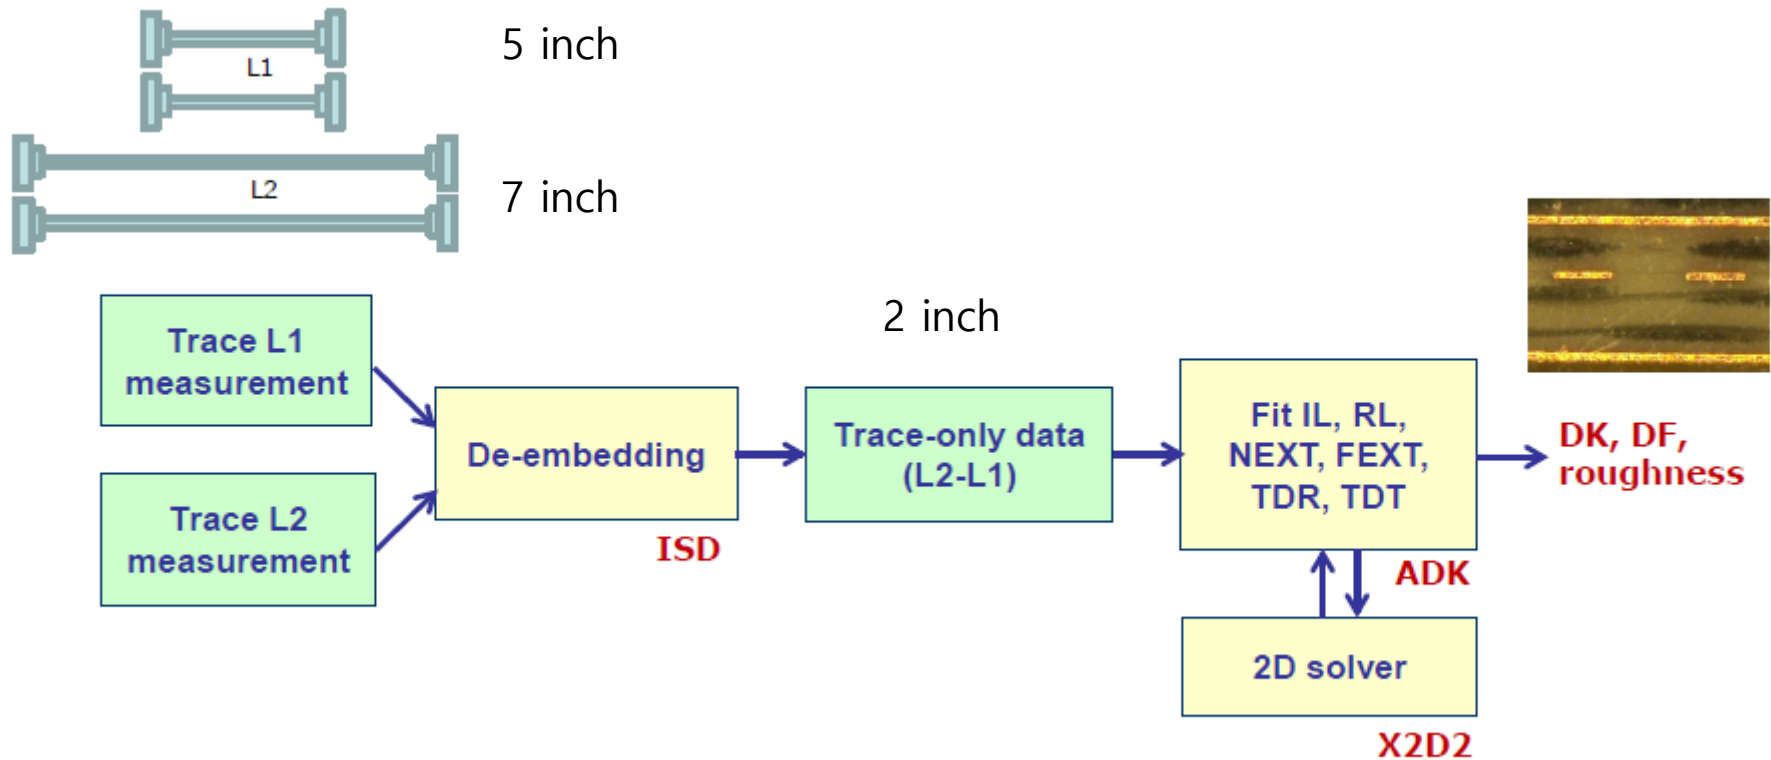 5 inch
L1
L2
7 inch
2 inch
Trace L1
measurement
Trace L2
measurement
De-embedding
ISD
Trace-only data
(L2-L1)
Fit IL, RL,
NEXT, FEXT,
TDR, TDT
ADK
2D solver
X2D2
DK, DF,
roughness